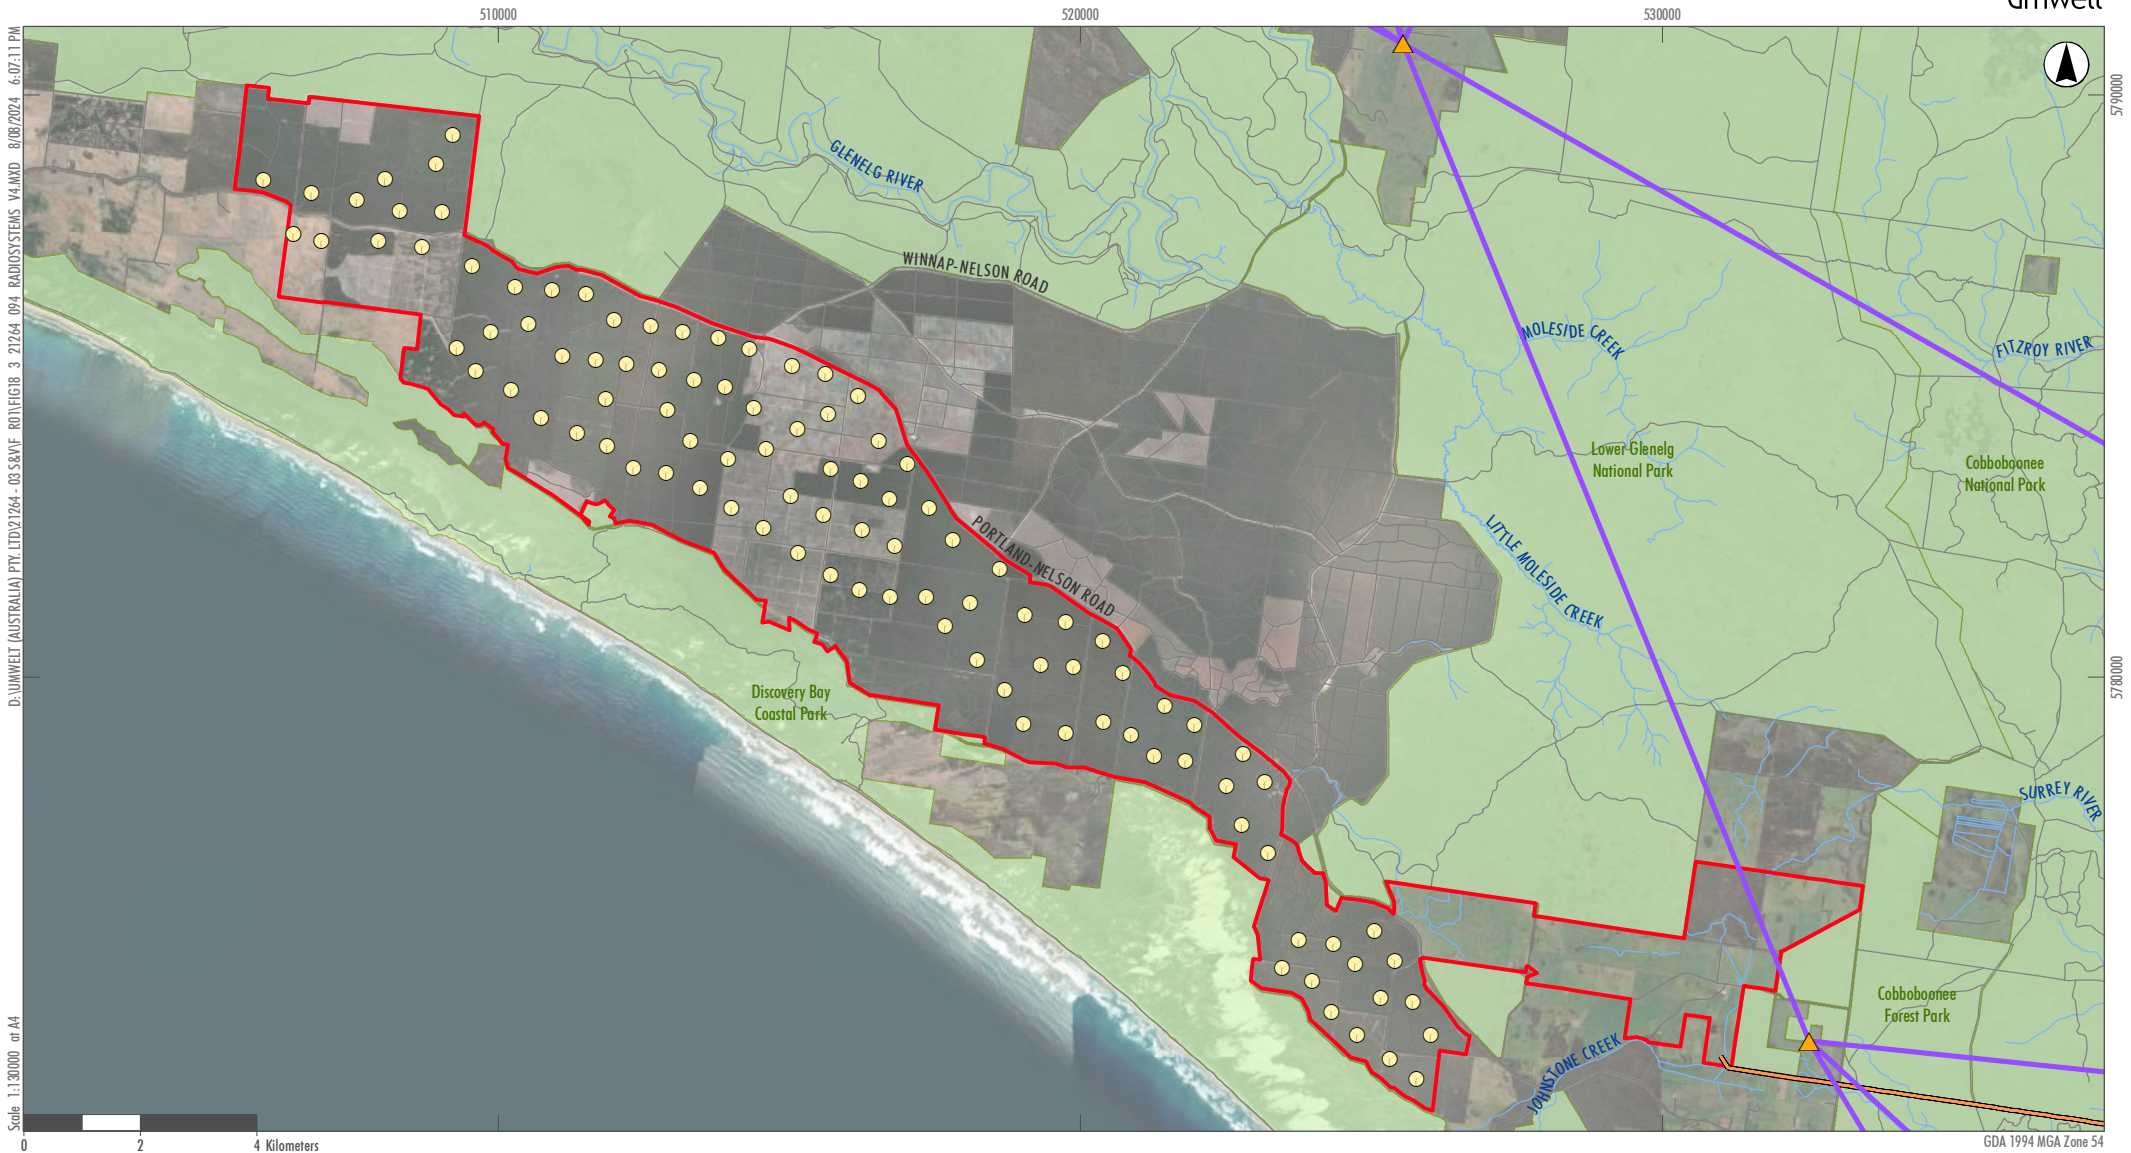 510000
520000
530000
5790000
5780000
D:\UMWELT (AUSTRALIA) PTY. LTD\21264 - 03 S&VF R01\FIG18 3 21264 094 RADIOSYSTEMS V4.MXD 8/08/2024 6:07:11 PM
Scale 1:130000 at A4
GLENELG RIVER
WINNAP-NELSON ROAD
MOLESIDE CREEK
FITZROY RIVER
Lower Glenelg
National Park
Cobboboonee
National Park
PORTLAND-NELSON ROAD
LITTLE MOLESIDE CREEK
Discovery Bay
Coastal Park
SURREY RIVER
Cobboboonee
Forest Park
JOHNSTONE CREEK
0 2 4 Kilometers
GDA 1994 MGA Zone 54